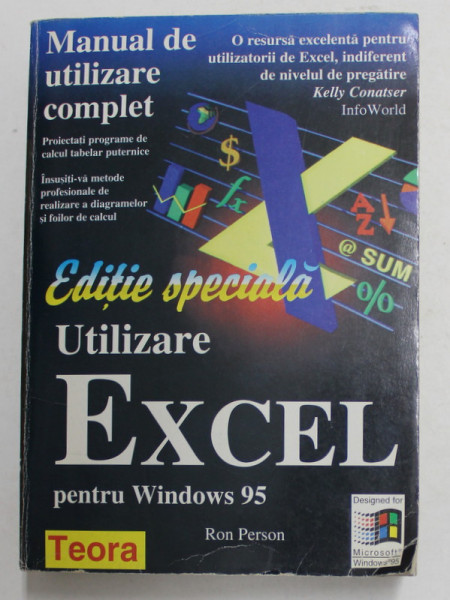 Manual de
utilizare
complet
O resursă excelentă pentru
utilizatorii de Excel, indiferent
de nivelul de pregătire
Kelly Conatser
InfoWorld
Proiectati programe de
calcul tabelar puternice
Însusiti-vă metode
profesionale de
realizare a diagramelor
și foilor de calcul
$
fx
A
Z
@ SUM
%
Ediție specială
Utilizare
EXCEL
pentru Windows 95
Ron Person
Teora
Designed for
Microsoft®
Windows®95